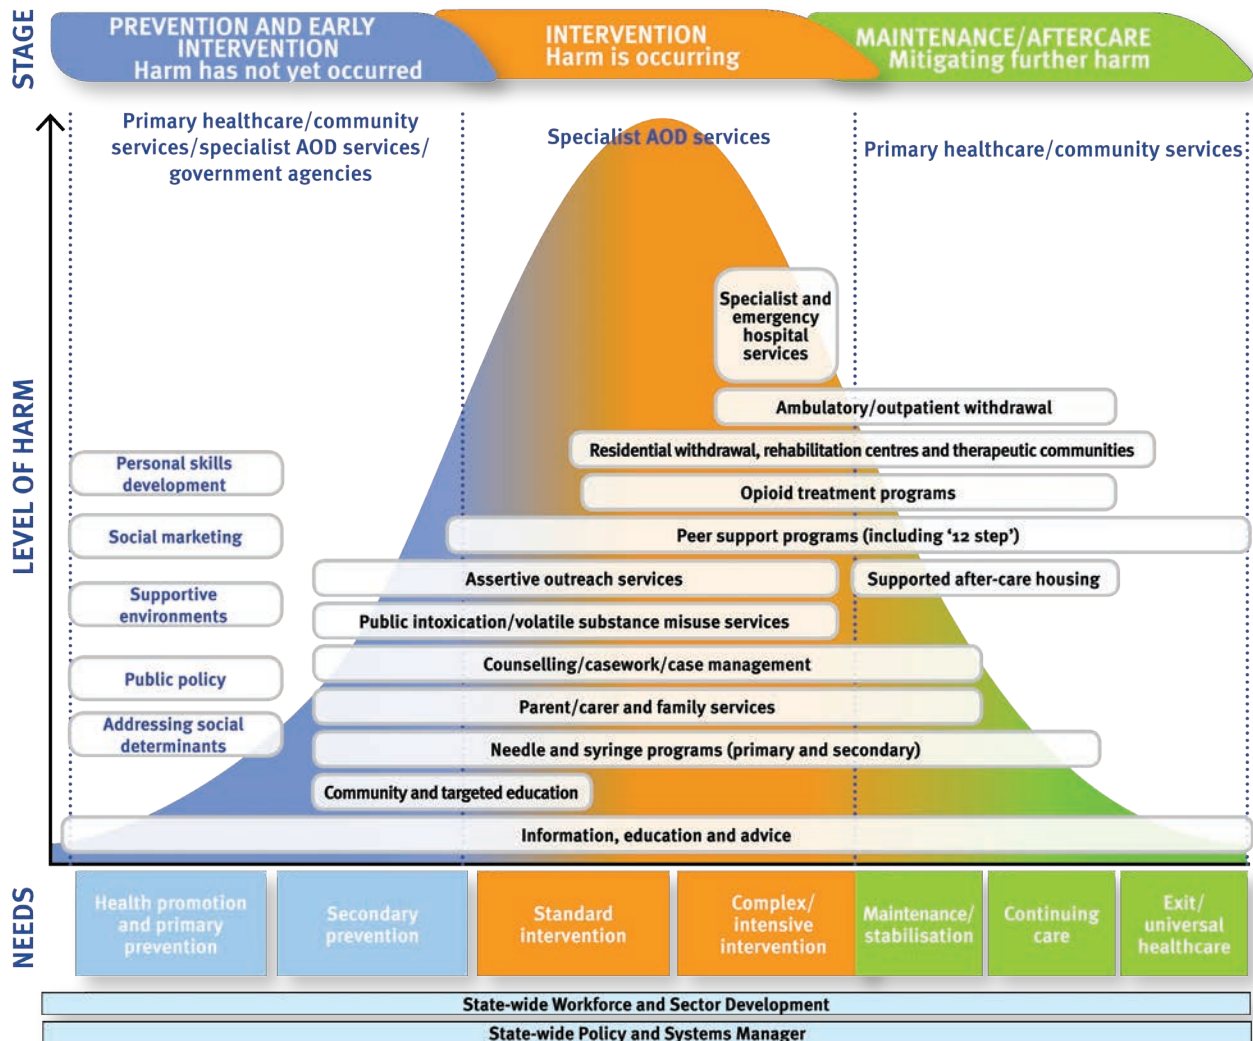 STAGE
PREVENTION AND EARLY
INTERVENTION
Harm has not yet occurred
INTERVENTION
Harm is occurring
MAINTENANCE/AFTERCARE
Mitigating further harm
Primary healthcare/community
services/specialist AOD services/
government agencies
Specialist AOD services
Primary healthcare/community services
LEVEL OF HARM
Specialist and
emergency
hospital
services
Ambulatory/outpatient withdrawal
Residential withdrawal, rehabilitation centres and therapeutic communities
Personal skills
development
Opioid treatment programs
Social marketing
Peer support programs (including ‘12 step’)
Assertive outreach services
Supported after-care housing
Supportive
environments
Public intoxication/volatile substance misuse services
Counselling/casework/case management
Public policy
Parent/carer and family services
Addressing social
determinants
Needle and syringe programs (primary and secondary)
Community and targeted education
Information, education and advice
NEEDS
Health promotion
and primary
prevention
Secondary
prevention
Standard
intervention
Complex/
intensive
intervention
Maintenance/
stabilisation
Continuing
care
Exit/
universal
healthcare
State-wide Workforce and Sector Development
State-wide Policy and Systems Manager